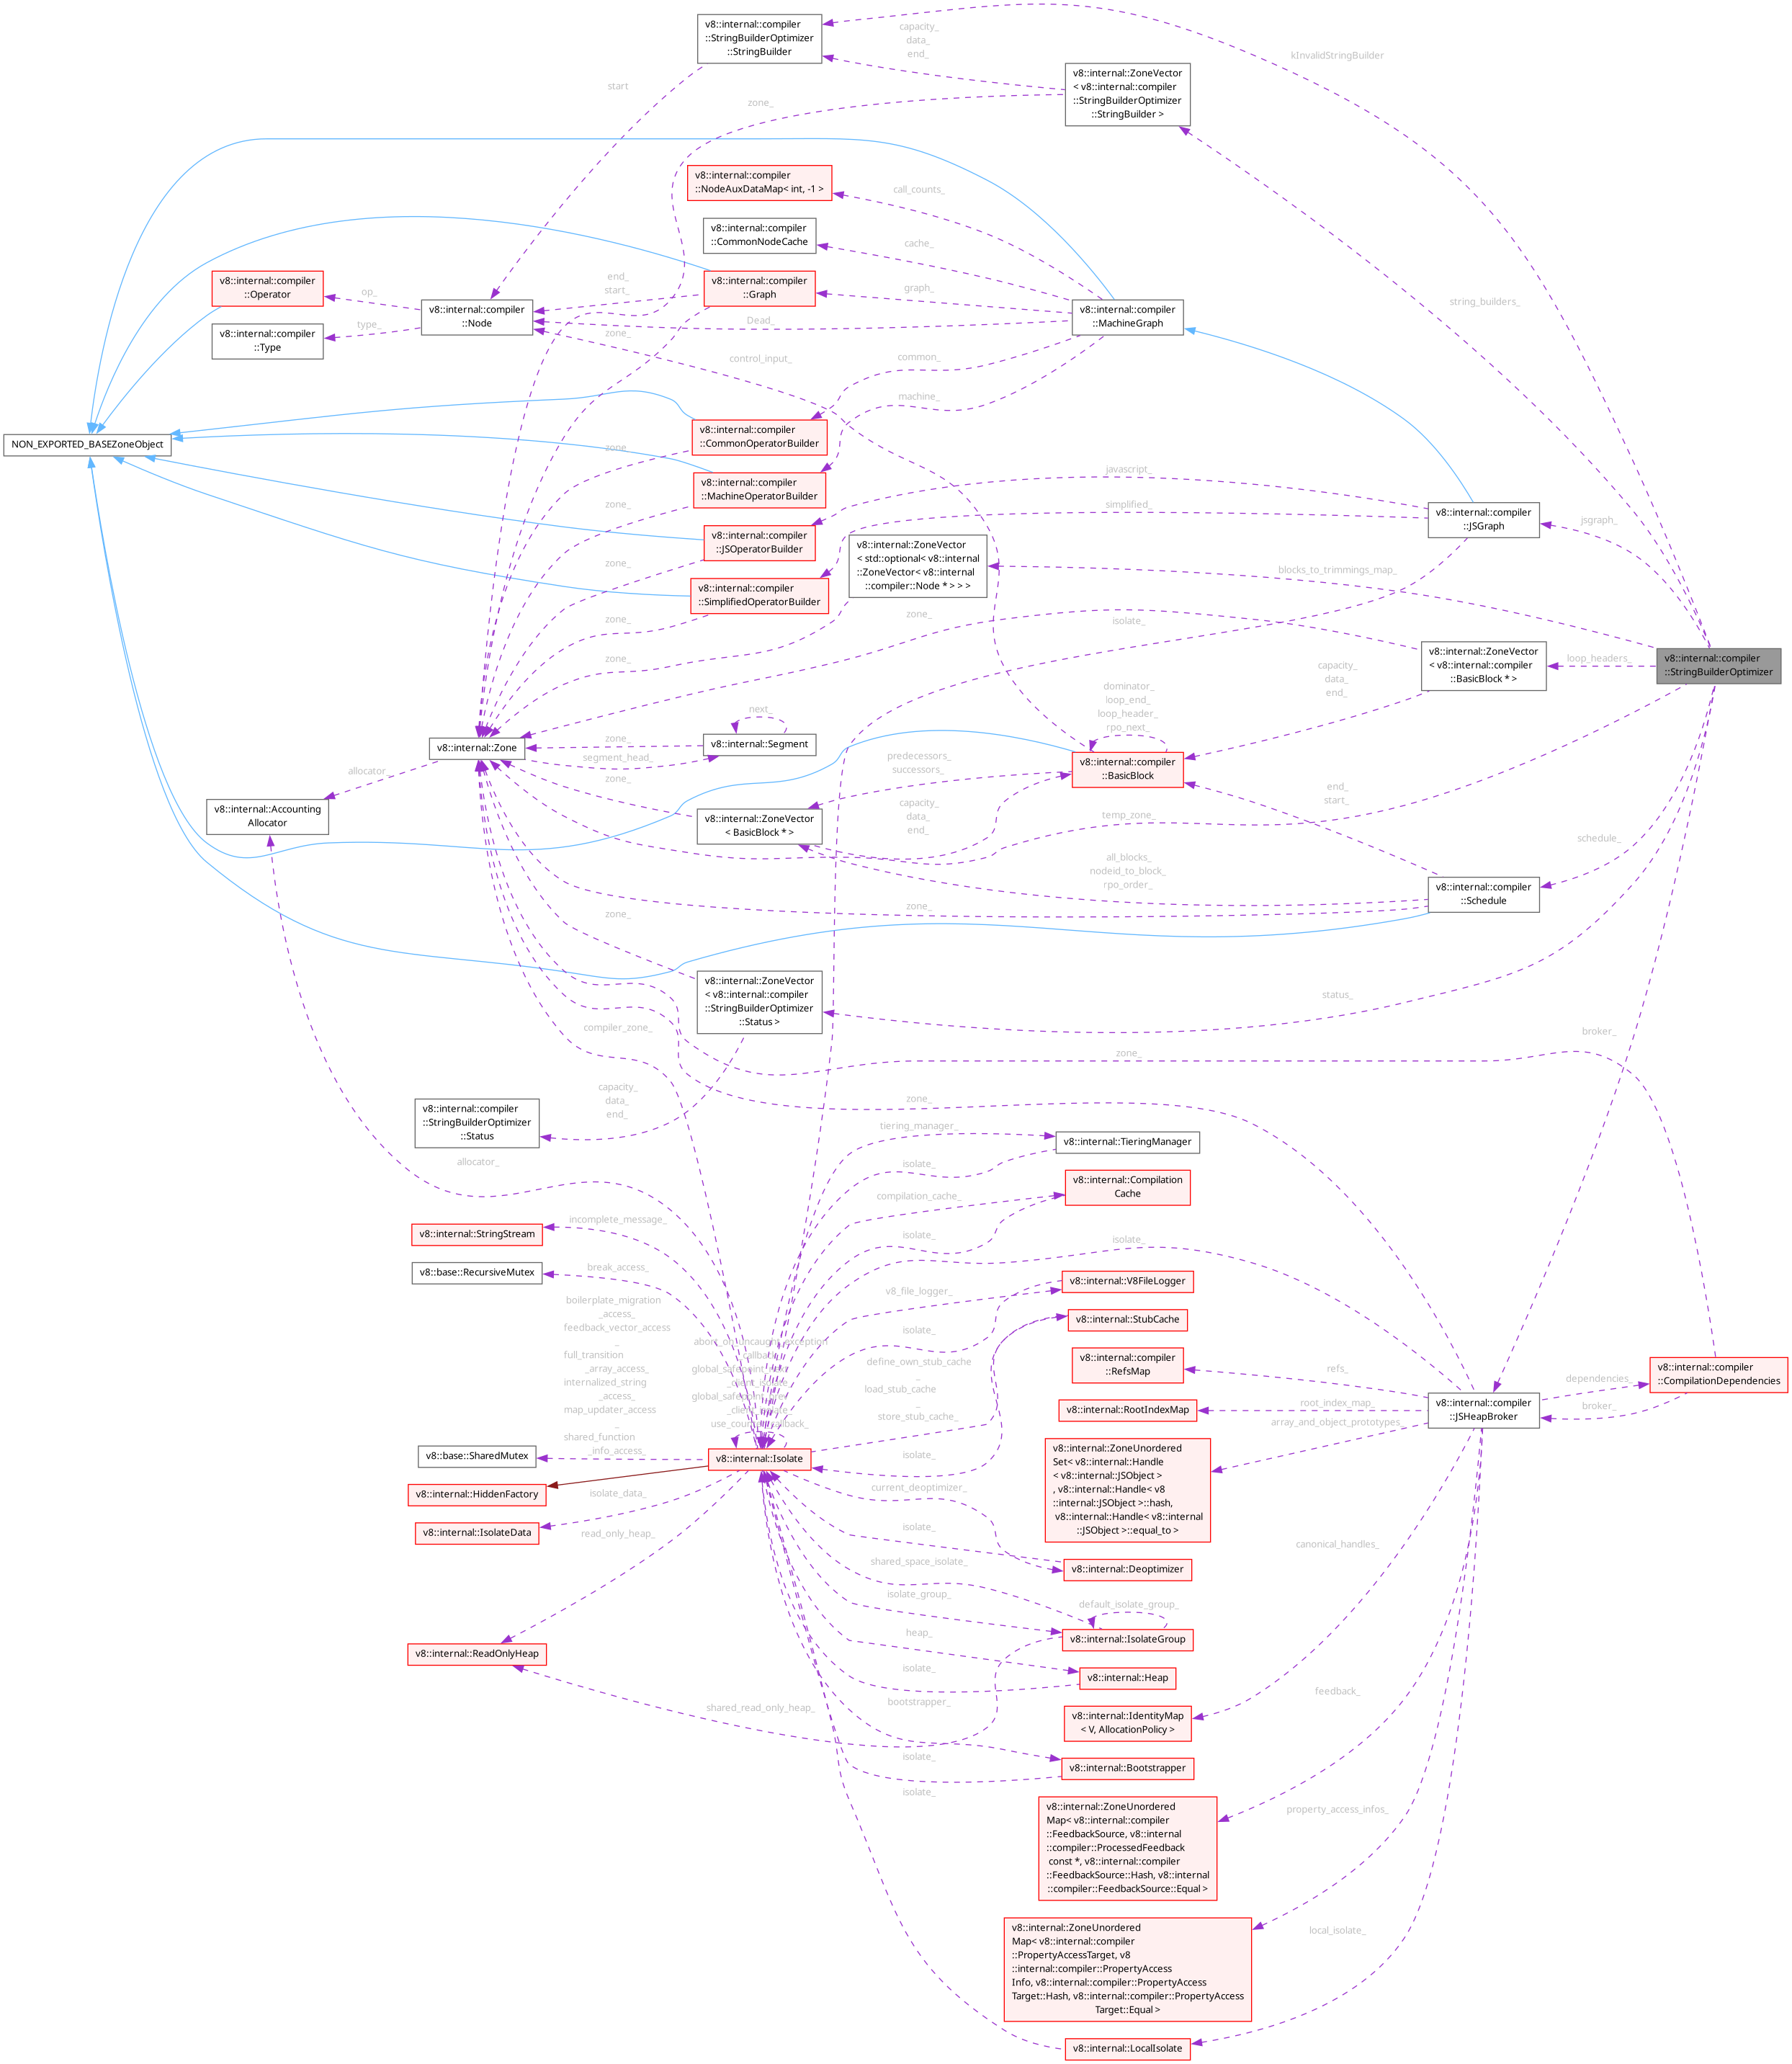 v8::internal::compiler
::StringBuilderOptimizer
::StringBuilder
capacity_
data_
end_
kInvalidStringBuilder
start
zone_
v8::internal::ZoneVector
< v8::internal::compiler
::StringBuilderOptimizer
::StringBuilder >
v8::internal::compiler
::NodeAuxDataMap< int, -1 >
call_counts_
v8::internal::compiler
::CommonNodeCache
cache_
v8::internal::compiler
::Operator
op_
end_
start_
v8::internal::compiler
::Graph
graph_
string_builders_
v8::internal::compiler
::Node
v8::internal::compiler
::MachineGraph
Dead_
type_
v8::internal::compiler
::Type
zone_
control_input_
common_
machine_
NON_EXPORTED_BASEZoneObject
v8::internal::compiler
::CommonOperatorBuilder
zone_
v8::internal::compiler
::MachineOperatorBuilder
javascript_
zone_
simplified_
v8::internal::compiler
::JSGraph
jsgraph_
v8::internal::compiler
::JSOperatorBuilder
v8::internal::ZoneVector
< std::optional< v8::internal
::ZoneVector< v8::internal
::compiler::Node * > > >
zone_
blocks_to_trimmings_map_
v8::internal::compiler
::SimplifiedOperatorBuilder
zone_
zone_
isolate_
zone_
v8::internal::ZoneVector
< v8::internal::compiler
::BasicBlock * >
loop_headers_
v8::internal::compiler
::StringBuilderOptimizer
capacity_
data_
end_
dominator_
loop_end_
loop_header_
rpo_next_
next_
v8::internal::Zone
zone_
segment_head_
v8::internal::Segment
v8::internal::compiler
::BasicBlock
allocator_
zone_
predecessors_
successors_
v8::internal::Accounting
Allocator
v8::internal::ZoneVector
< BasicBlock * >
capacity_
data_
end_
temp_zone_
end_
start_
schedule_
all_blocks_
nodeid_to_block_
rpo_order_
v8::internal::compiler
::Schedule
zone_
zone_
v8::internal::ZoneVector
< v8::internal::compiler
::StringBuilderOptimizer
::Status >
status_
compiler_zone_
broker_
zone_
capacity_
data_
end_
v8::internal::compiler
::StringBuilderOptimizer
::Status
zone_
tiering_manager_
v8::internal::TieringManager
allocator_
isolate_
v8::internal::Compilation
Cache
compilation_cache_
v8::internal::StringStream
incomplete_message_
isolate_
isolate_
v8::base::RecursiveMutex
break_access_
v8_file_logger_
v8::internal::V8FileLogger
boilerplate_migration
_access_
feedback_vector_access
_
full_transition
_array_access_
internalized_string
_access_
map_updater_access
_
shared_function
_info_access_
isolate_
v8::internal::StubCache
define_own_stub_cache
_
load_stub_cache
_
store_stub_cache_
v8::internal::compiler
::RefsMap
refs_
dependencies_
v8::internal::compiler
::CompilationDependencies
v8::internal::RootIndexMap
root_index_map_
v8::internal::compiler
::JSHeapBroker
broker_
array_and_object_prototypes_
v8::base::SharedMutex
v8::internal::Isolate
isolate_
v8::internal::ZoneUnordered
Set< v8::internal::Handle
< v8::internal::JSObject >
, v8::internal::Handle< v8
::internal::JSObject >::hash,
v8::internal::Handle< v8::internal
::JSObject >::equal_to >
v8::internal::HiddenFactory
isolate_data_
current_deoptimizer_
v8::internal::IsolateData
read_only_heap_
isolate_
canonical_handles_
shared_space_isolate_
v8::internal::Deoptimizer
isolate_group_
default_isolate_group_
heap_
v8::internal::IsolateGroup
v8::internal::ReadOnlyHeap
isolate_
v8::internal::Heap
feedback_
shared_read_only_heap_
bootstrapper_
v8::internal::IdentityMap
< V, AllocationPolicy >
isolate_
v8::internal::Bootstrapper
isolate_
property_access_infos_
v8::internal::ZoneUnordered
Map< v8::internal::compiler
::FeedbackSource, v8::internal
::compiler::ProcessedFeedback
const *, v8::internal::compiler
::FeedbackSource::Hash, v8::internal
::compiler::FeedbackSource::Equal >
local_isolate_
v8::internal::ZoneUnordered
Map< v8::internal::compiler
::PropertyAccessTarget, v8
::internal::compiler::PropertyAccess
Info, v8::internal::compiler::PropertyAccess
Target::Hash, v8::internal::compiler::PropertyAccess
Target::Equal >
v8::internal::LocalIsolate